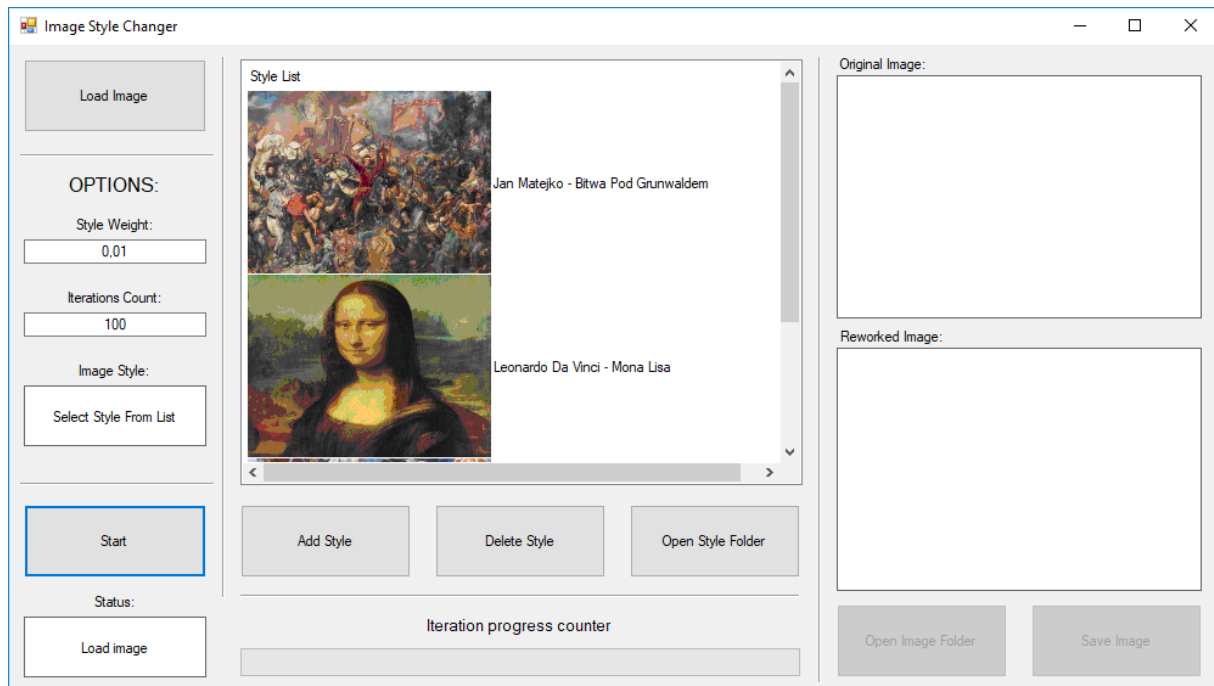 Image Style Changer
Load Image
OPTIONS:
Style Weight:
0,01
Iterations Count:
100
Image Style:
Select Style From List
Start
Status:
Load image
Style List
Jan Matejko - Bitwa Pod Grunwaldem
Leonardo Da Vinci - Mona Lisa
Add Style
Delete Style
Open Style Folder
Iteration progress counter
Original Image:
Reworked Image:
Open Image Folder
Save Image